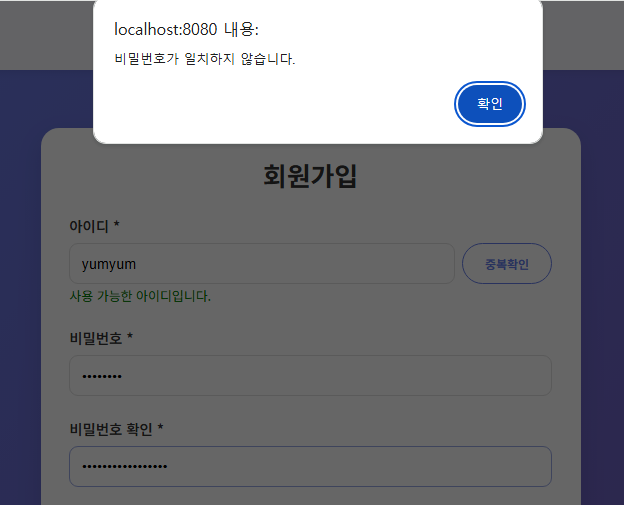 localhost:8080 내용:
비밀번호가 일치하지 않습니다.
확인
회원가입
아이디 *
yumyum
중복확인
사용 가능한 아이디입니다.
비밀번호 *
••••••••
비밀번호 확인 *
•••••••••••••••••